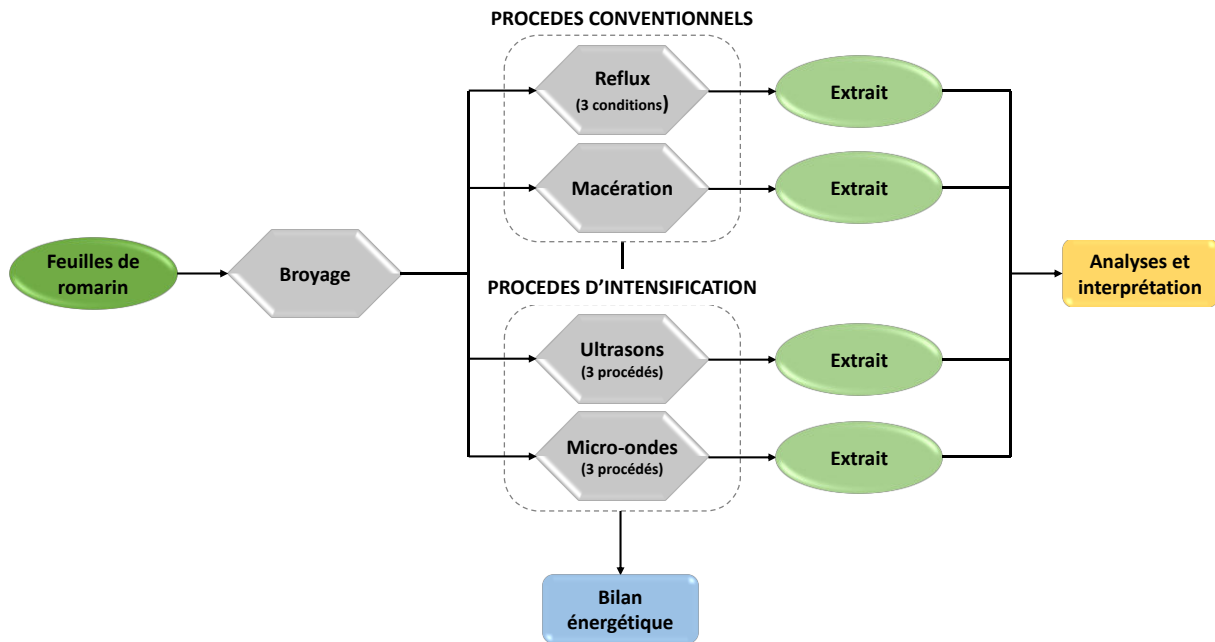 PROCEDES CONVENTIONNELS
Reflux
(3 conditions)
Extrait
Macération
Extrait
Feuilles de
romarin
Broyage
PROCEDES D’INTENSIFICATION
Analyses et
interprétation
Ultrasons
(3 procédés)
Extrait
Micro-ondes
(3 procédés)
Extrait
Bilan
énergétique